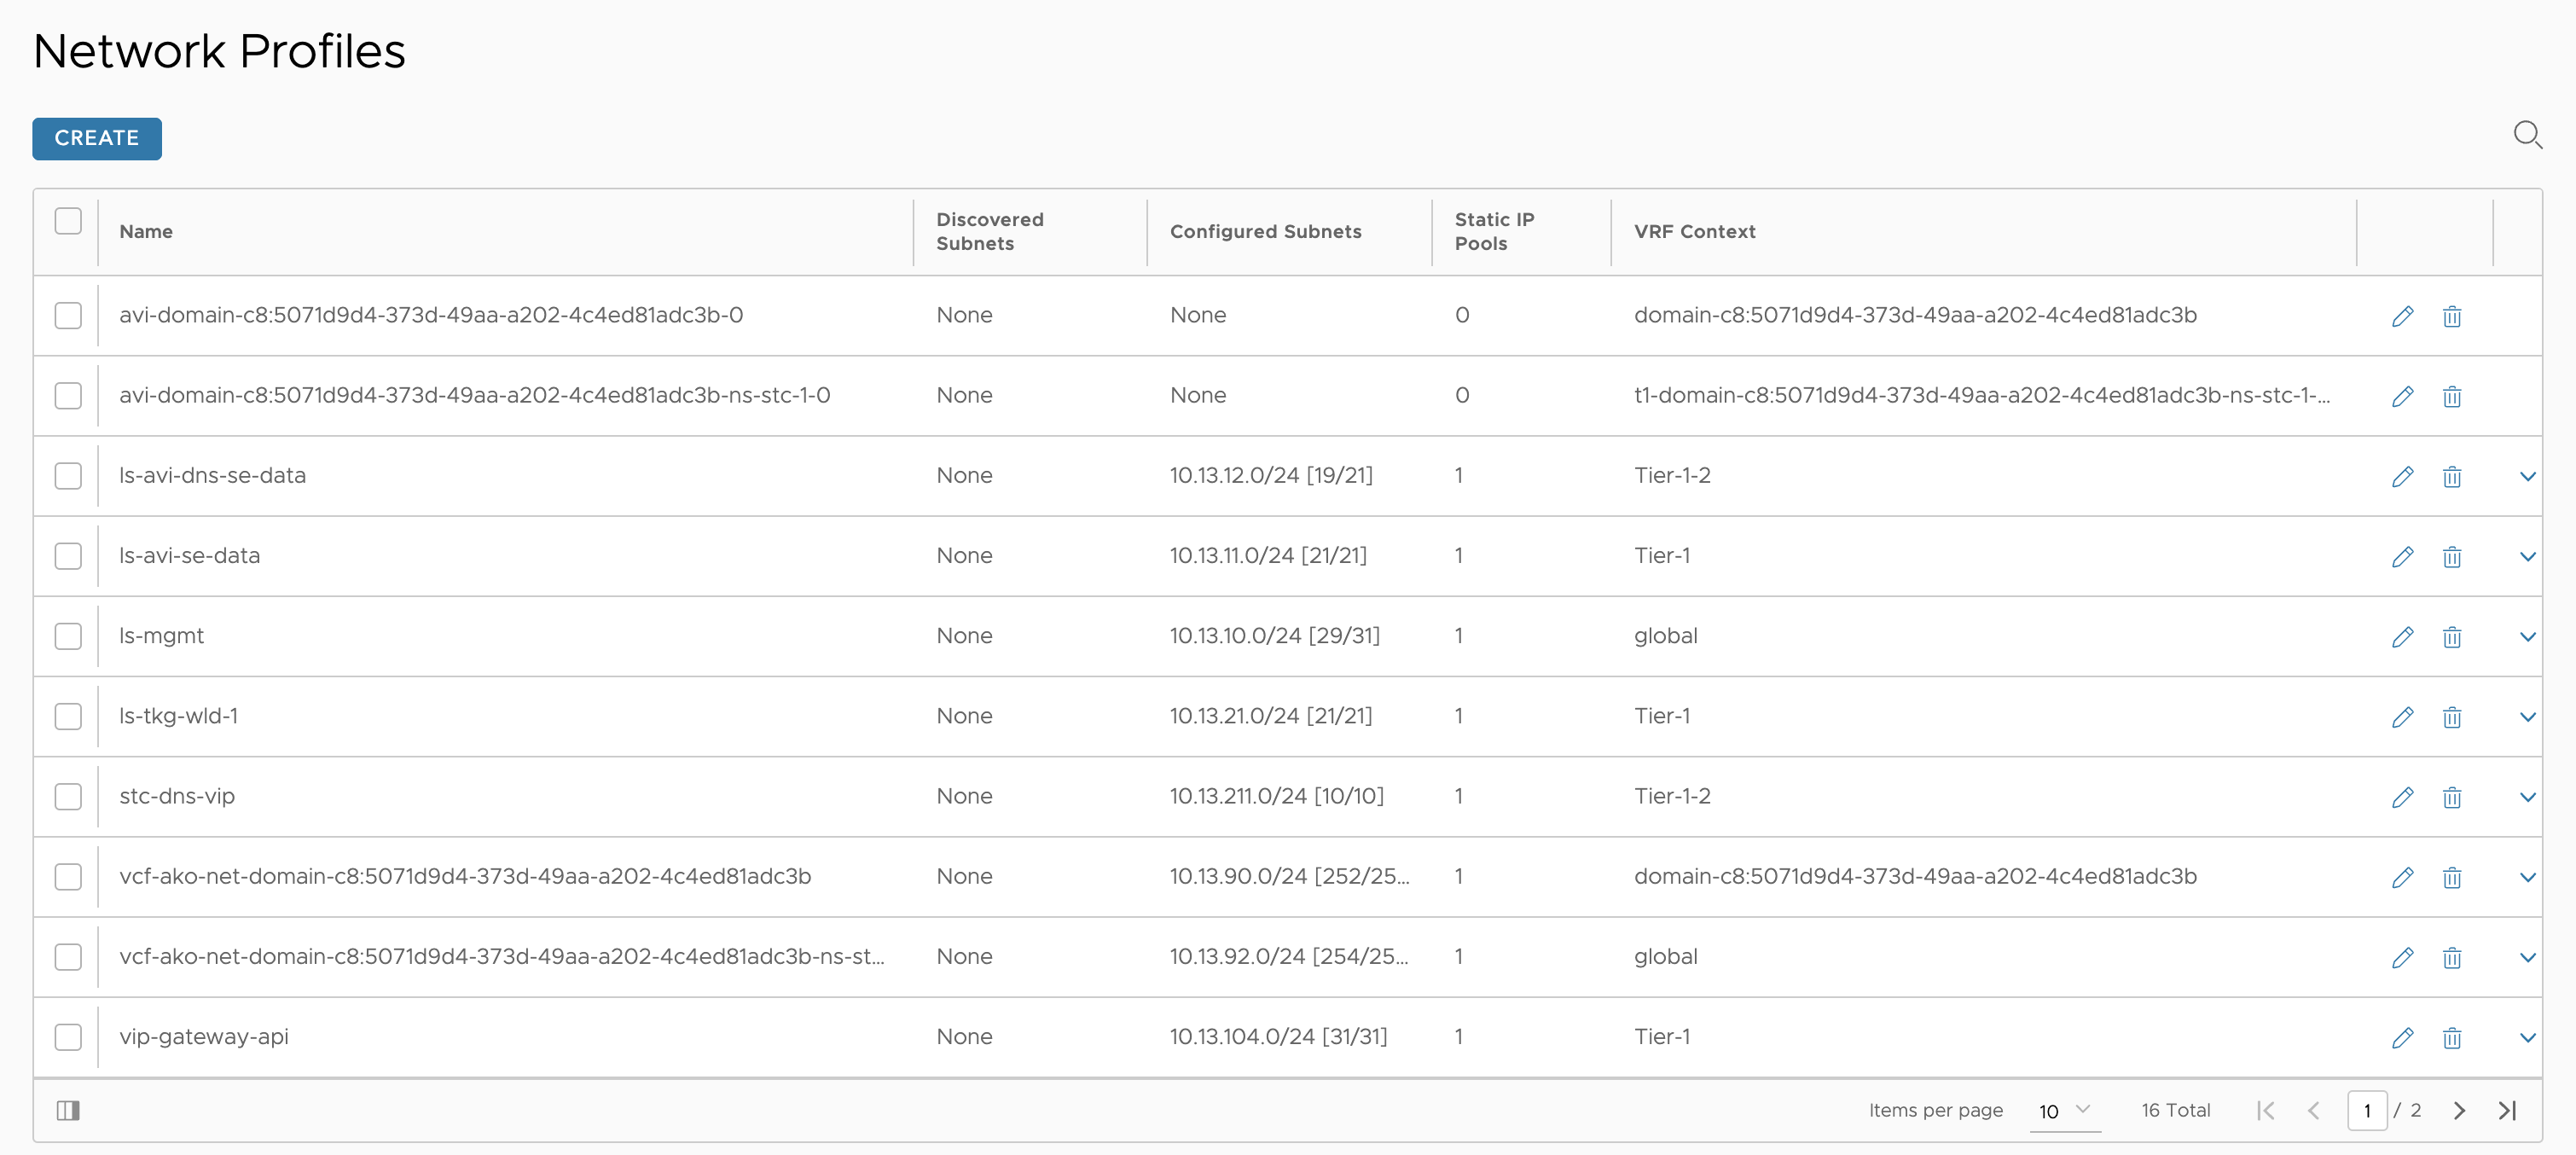 Network Profiles
CREATE
Name Discovered Subnets Configured Subnets Static IP Pools VRF Context
avi-domain-c8:5071d9d4-373d-49aa-a202-4c4ed81adc3b-0 None None 0 domain-c8:5071d9d4-373d-49aa-a202-4c4ed81adc3b
avi-domain-c8:5071d9d4-373d-49aa-a202-4c4ed81adc3b-ns-stc-1-0 None None 0 t1-domain-c8:5071d9d4-373d-49aa-a202-4c4ed81adc3b-ns-stc-1-...
ls-avi-dns-se-data None 10.13.12.0/24 [19/21] 1 Tier-1-2
ls-avi-se-data None 10.13.11.0/24 [21/21] 1 Tier-1
ls-mgmt None 10.13.10.0/24 [29/31] 1 global
ls-tkg-wld-1 None 10.13.21.0/24 [21/21] 1 Tier-1
stc-dns-vip None 10.13.211.0/24 [10/10] 1 Tier-1-2
vcf-ako-net-domain-c8:5071d9d4-373d-49aa-a202-4c4ed81adc3b None 10.13.90.0/24 [252/25... 1 domain-c8:5071d9d4-373d-49aa-a202-4c4ed81adc3b
vcf-ako-net-domain-c8:5071d9d4-373d-49aa-a202-4c4ed81adc3b-ns-st... None 10.13.92.0/24 [254/25... 1 global
vip-gateway-api None 10.13.104.0/24 [31/31] 1 Tier-1
Items per page 10 16 Total 1 / 2